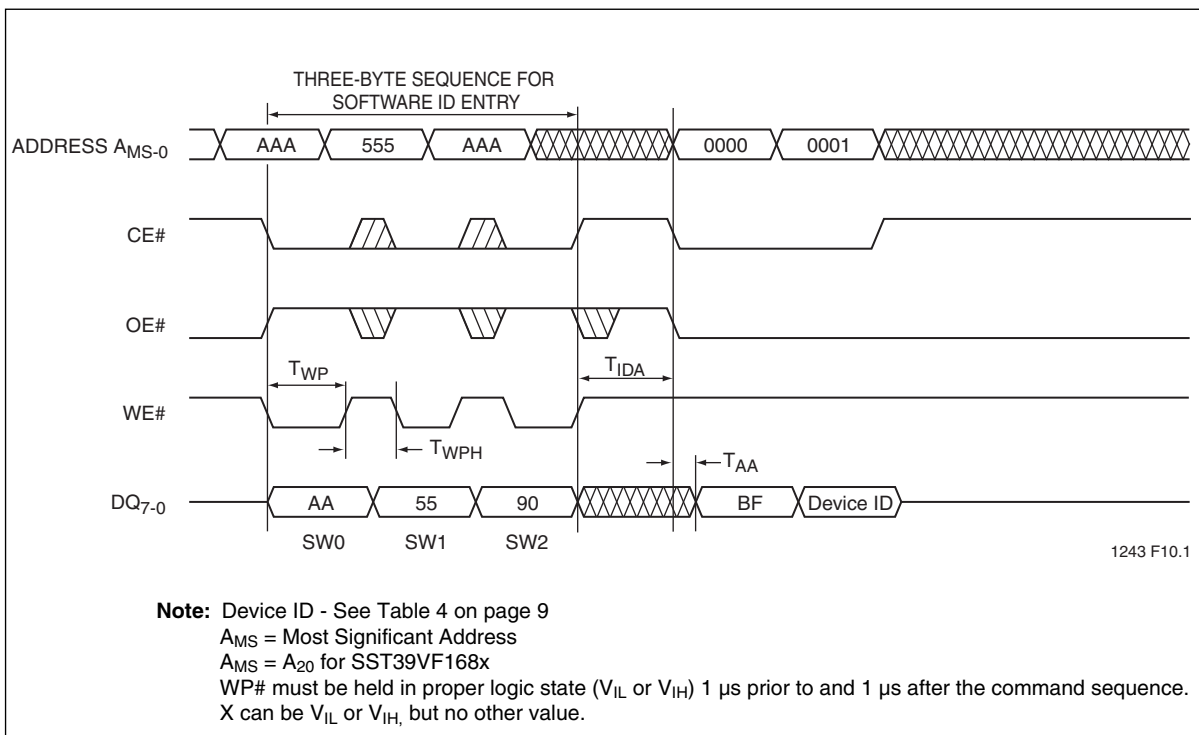 THREE-BYTE SEQUENCE FOR
SOFTWARE ID ENTRY
ADDRESS AMS-0
AAA 555 AAA 0000 0001
CE#
OE#
TWP TIDA
WE#
TWPH
TAA
DQ7-0
AA 55 90 BF Device ID
SW0 SW1 SW2
1243 F10.1
Note: Device ID - See Table 4 on page 9
AMS = Most Significant Address
AMS = A20 for SST39VF168x
WP# must be held in proper logic state (VIL or VIH) 1 µs prior to and 1 µs after the command sequence.
X can be VIL or VIH, but no other value.